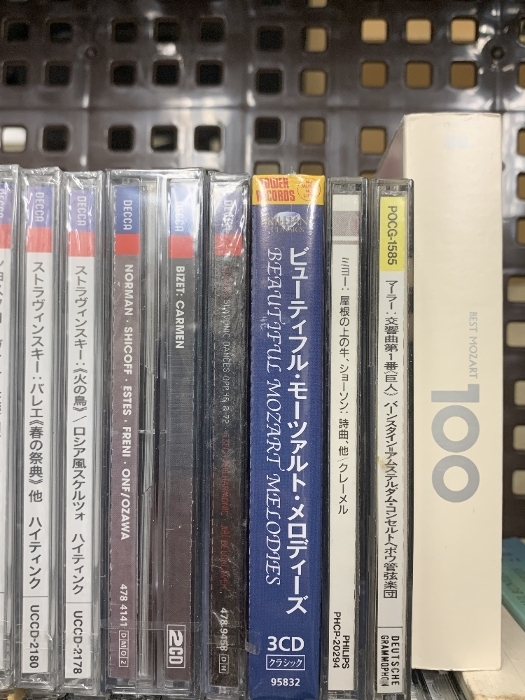 DECCA
ストラヴィンスキー・バレエ《春の祭典》 他 ハイティンク
UCCD-2180
DECCA
ストラヴィンスキー:《火の鳥》/ロシア風スケルツォ ハイティンク
UCCD-2178
DECCA
NORMAN · SHICOFF · ESTES · FRENI · ONF/OZAWA
478 4141
DECCA
BIZET: CARMEN
2CD
478 9458
TOWER RECORDS
ビューティフル・モーツァルト・メロディーズ
BEAUTIFUL MOZART MELODIES
3CD
クラシック
95832
ミヨー: 屋根の上の牛、ショーソン: 詩曲、他/クレーメル
PHILIPS
PHCP-20294
POCG-1585
マーラー:交響曲第1番《巨人》 バーンスタイン=アムステルダム・コンセルトヘボウ管弦楽団
DEUTSCHE GRAMMOPHON
BEST MOZART
100